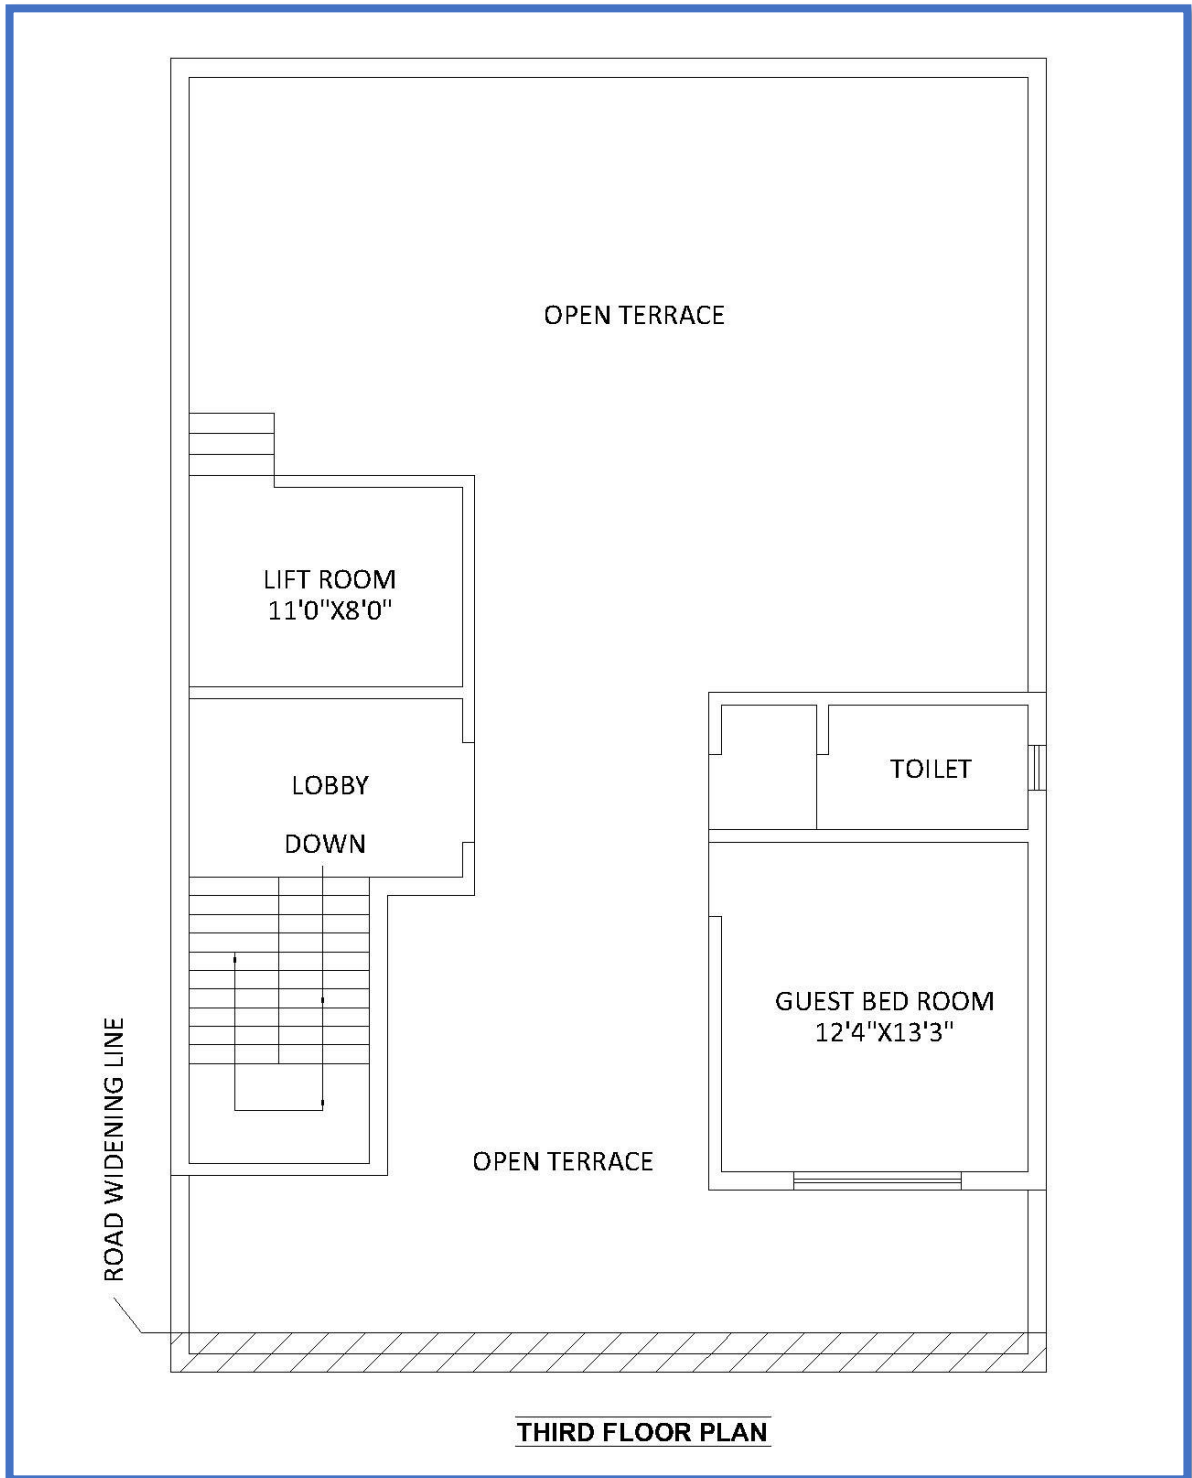 OPEN TERRACE
LIFT ROOM
11'0"X8'0"
TOILET
LOBBY
DOWN
GUEST BED ROOM
12'4"X13'3"
ROAD WIDENING LINE
OPEN TERRACE
THIRD FLOOR PLAN